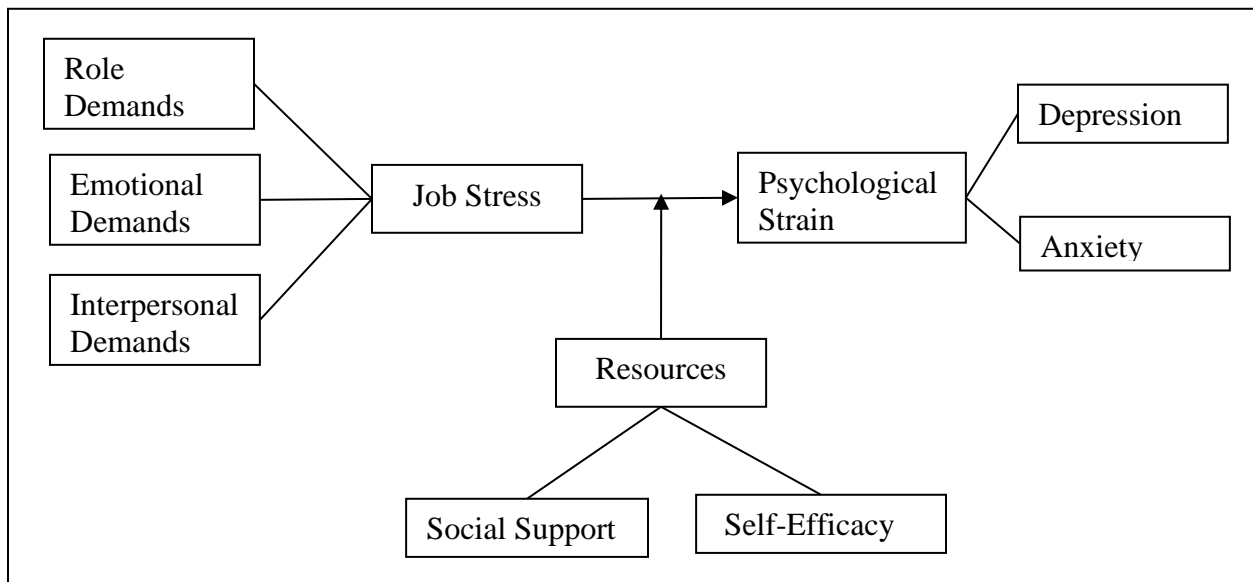 Role
Demands
Emotional
Demands
Interpersonal
Demands
Job Stress
Psychological
Strain
Depression
Anxiety
Resources
Social Support
Self-Efficacy